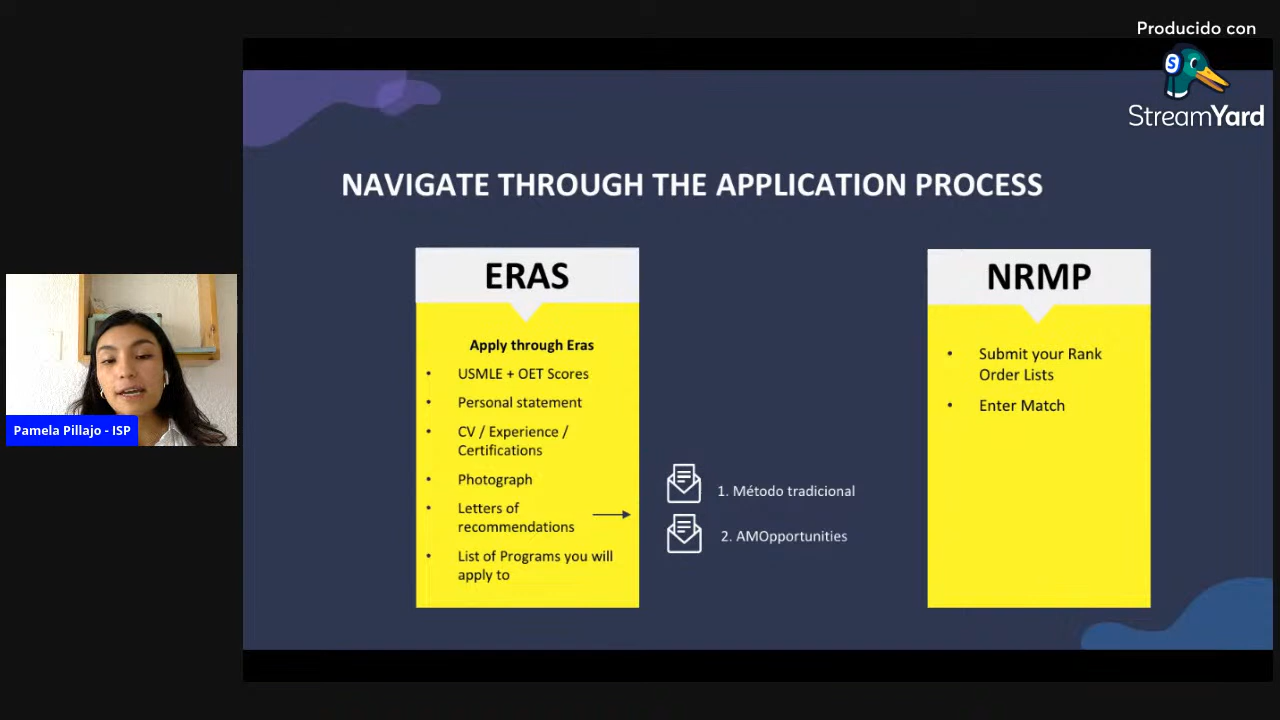 Producido con
S
StreamYard
NAVIGATE THROUGH THE APPLICATION PROCESS
ERAS
Apply through Eras
• USMLE + OET Scores
• Personal statement
• CV / Experience /
Certifications
• Photograph
• Letters of
recommendations
• List of Programs you will
apply to
1. Método tradicional
2. AMOpportunities
NRMP
• Submit your Rank
Order Lists
• Enter Match
Pamela Pillajo - ISP